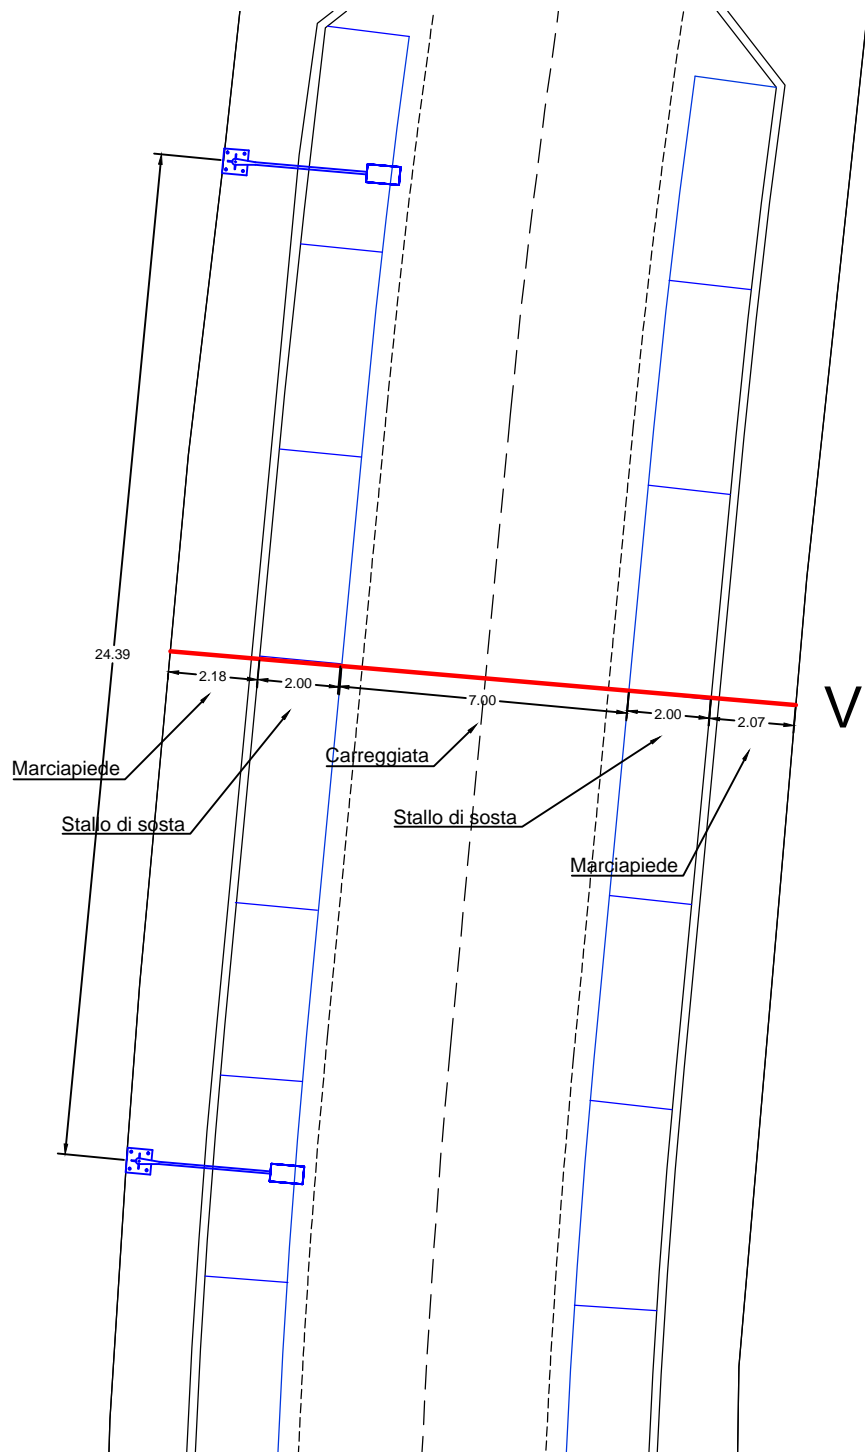 24.39
2.18
2.00
7.00
2.00
2.07
V
Marciapiede
Stallo di sosta
Carreggiata
Stallo di sosta
Marciapiede